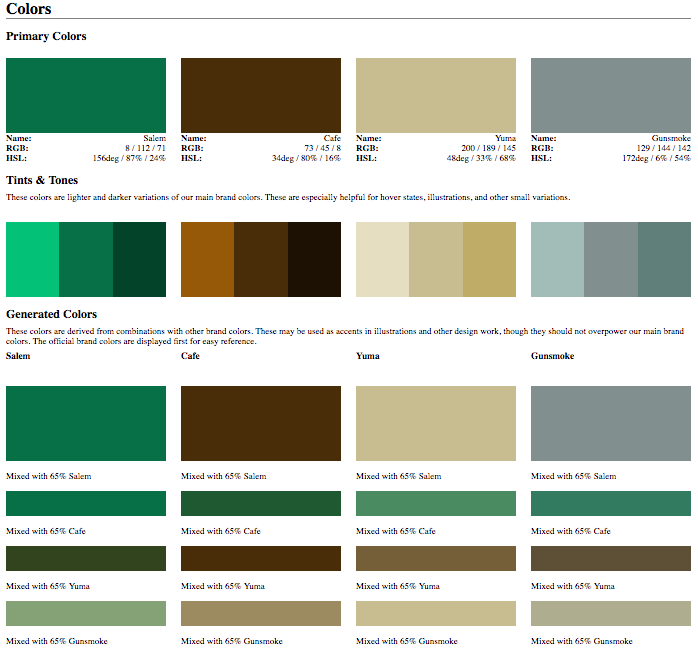 Colors
Primary Colors
Name: Salem
RGB: 8 / 112 / 71
HSL: 156deg / 87% / 24%
Name: Cafe
RGB: 73 / 45 / 8
HSL: 34deg / 80% / 16%
Name: Yuma
RGB: 200 / 189 / 145
HSL: 48deg / 33% / 68%
Name: Gunsmoke
RGB: 129 / 144 / 142
HSL: 172deg / 6% / 54%
Tints & Tones
These colors are lighter and darker variations of our main brand colors. These are especially helpful for hover states, illustrations, and other small variations.
Generated Colors
These colors are derived from combinations with other brand colors. These may be used as accents in illustrations and other design work, though they should not overpower our main brand
colors. The official brand colors are displayed first for easy reference.
Salem Cafe Yuma Gunsmoke
Mixed with 65% Salem Mixed with 65% Salem Mixed with 65% Salem Mixed with 65% Salem
Mixed with 65% Cafe Mixed with 65% Cafe Mixed with 65% Cafe Mixed with 65% Cafe
Mixed with 65% Yuma Mixed with 65% Yuma Mixed with 65% Yuma Mixed with 65% Yuma
Mixed with 65% Gunsmoke Mixed with 65% Gunsmoke Mixed with 65% Gunsmoke Mixed with 65% Gunsmoke